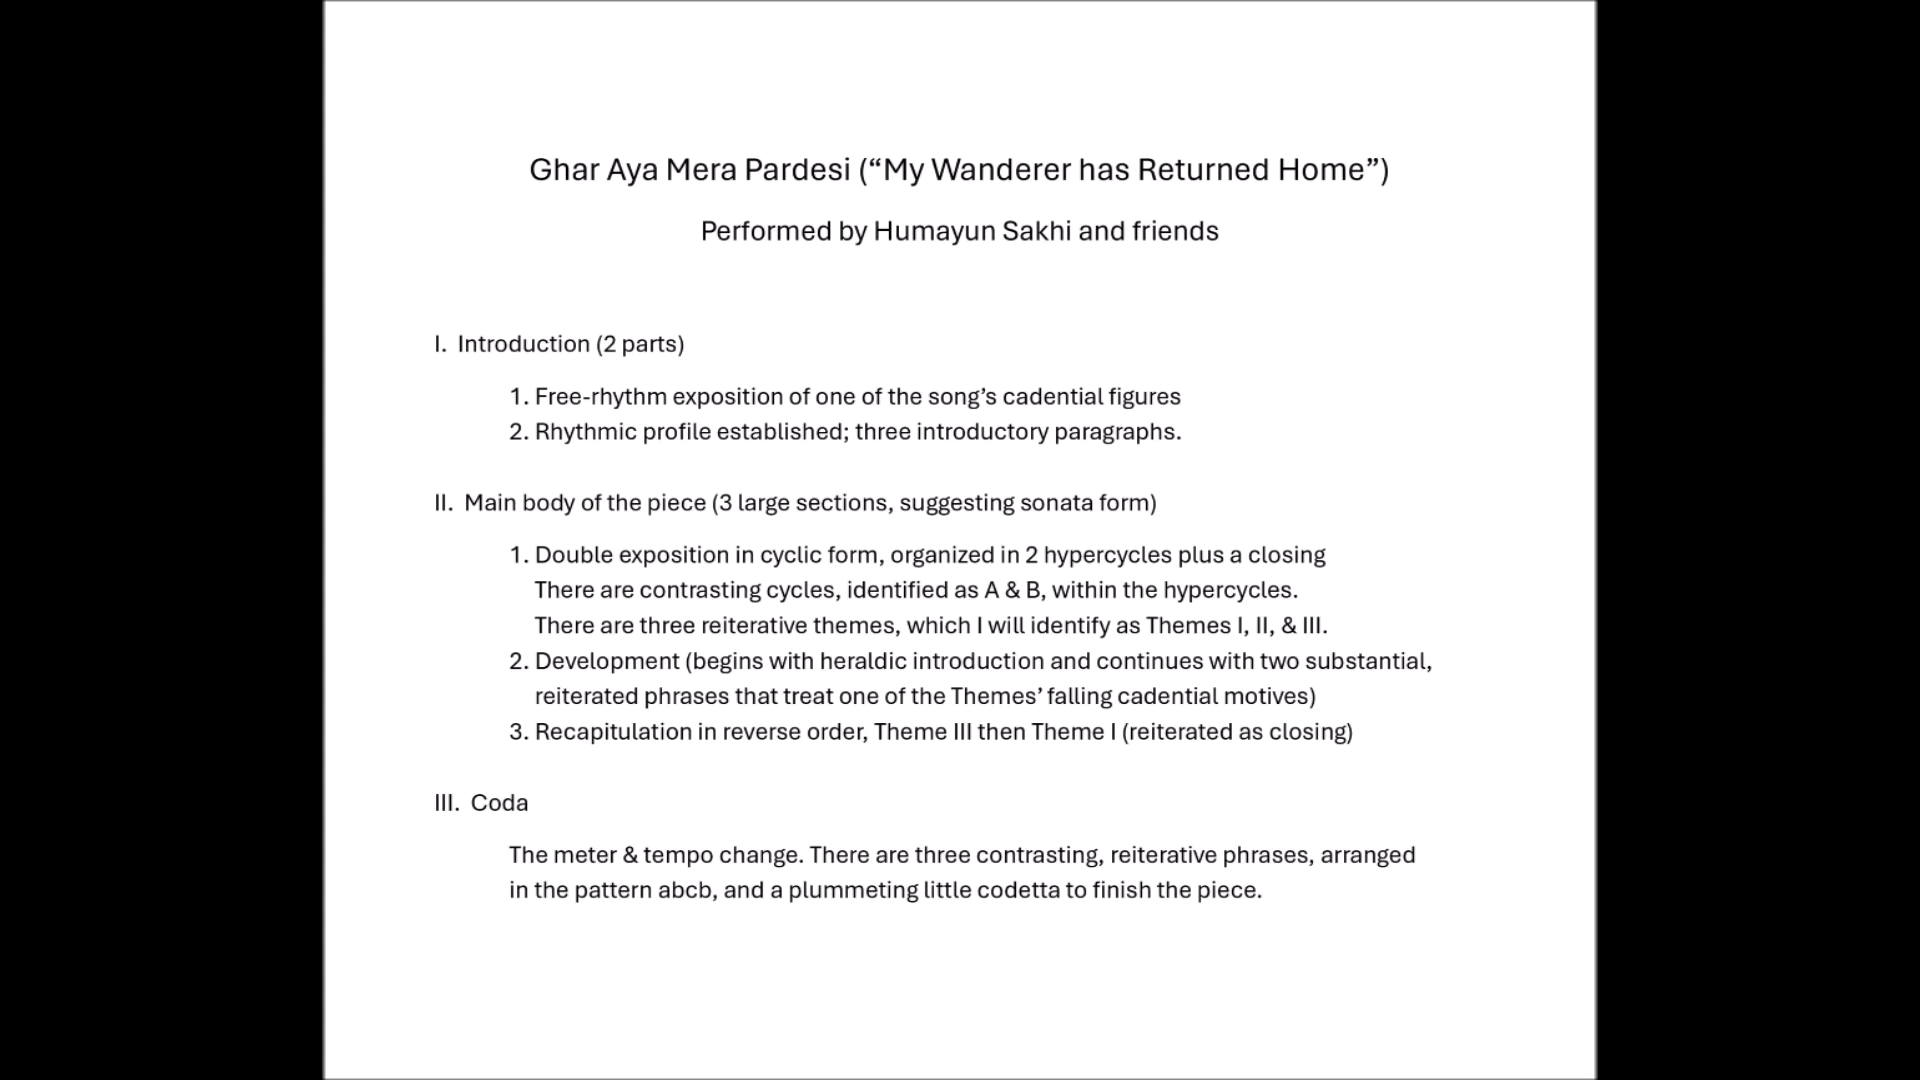 Ghar Aya Mera Pardesi (“My Wanderer has Returned Home”)
Performed by Humayun Sakhi and friends
I. Introduction (2 parts)
1. Free-rhythm exposition of one of the song’s cadential figures
2. Rhythmic profile established; three introductory paragraphs.
II. Main body of the piece (3 large sections, suggesting sonata form)
1. Double exposition in cyclic form, organized in 2 hypercycles plus a closing
There are contrasting cycles, identified as A & B, within the hypercycles.
There are three reiterative themes, which I will identify as Themes I, II, & III.
2. Development (begins with heraldic introduction and continues with two substantial,
reiterated phrases that treat one of the Themes’ falling cadential motives)
3. Recapitulation in reverse order, Theme III then Theme I (reiterated as closing)
III. Coda
The meter & tempo change. There are three contrasting, reiterative phrases, arranged
in the pattern abcb, and a plummeting little codetta to finish the piece.